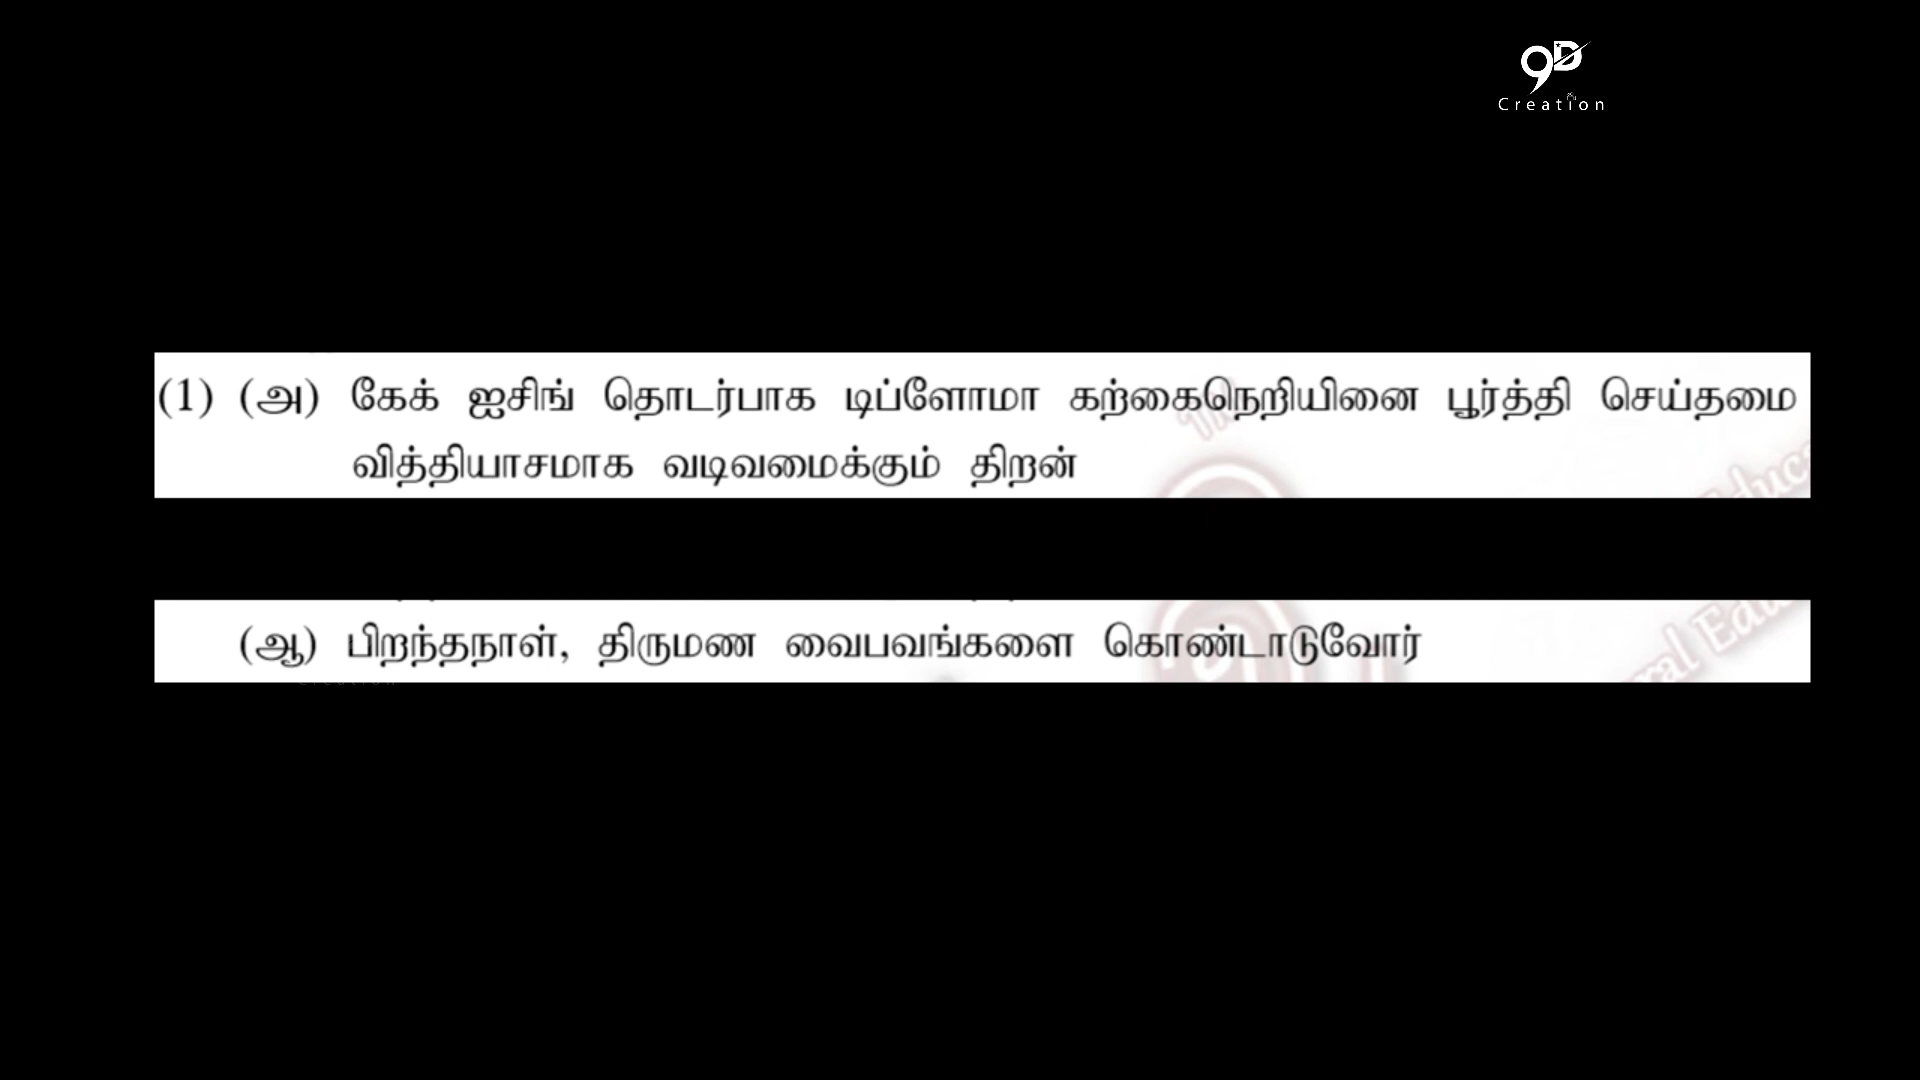 9D
Creation
(1) (அ) கேக் ஐசிங் தொடர்பாக டிப்ளோமா கற்கைநெறியினை பூர்த்தி செய்தமை
வித்தியாசமாக வடிவமைக்கும் திறன்
(ஆ) பிறந்தநாள், திருமண வைபவங்களை கொண்டாடுவோர்